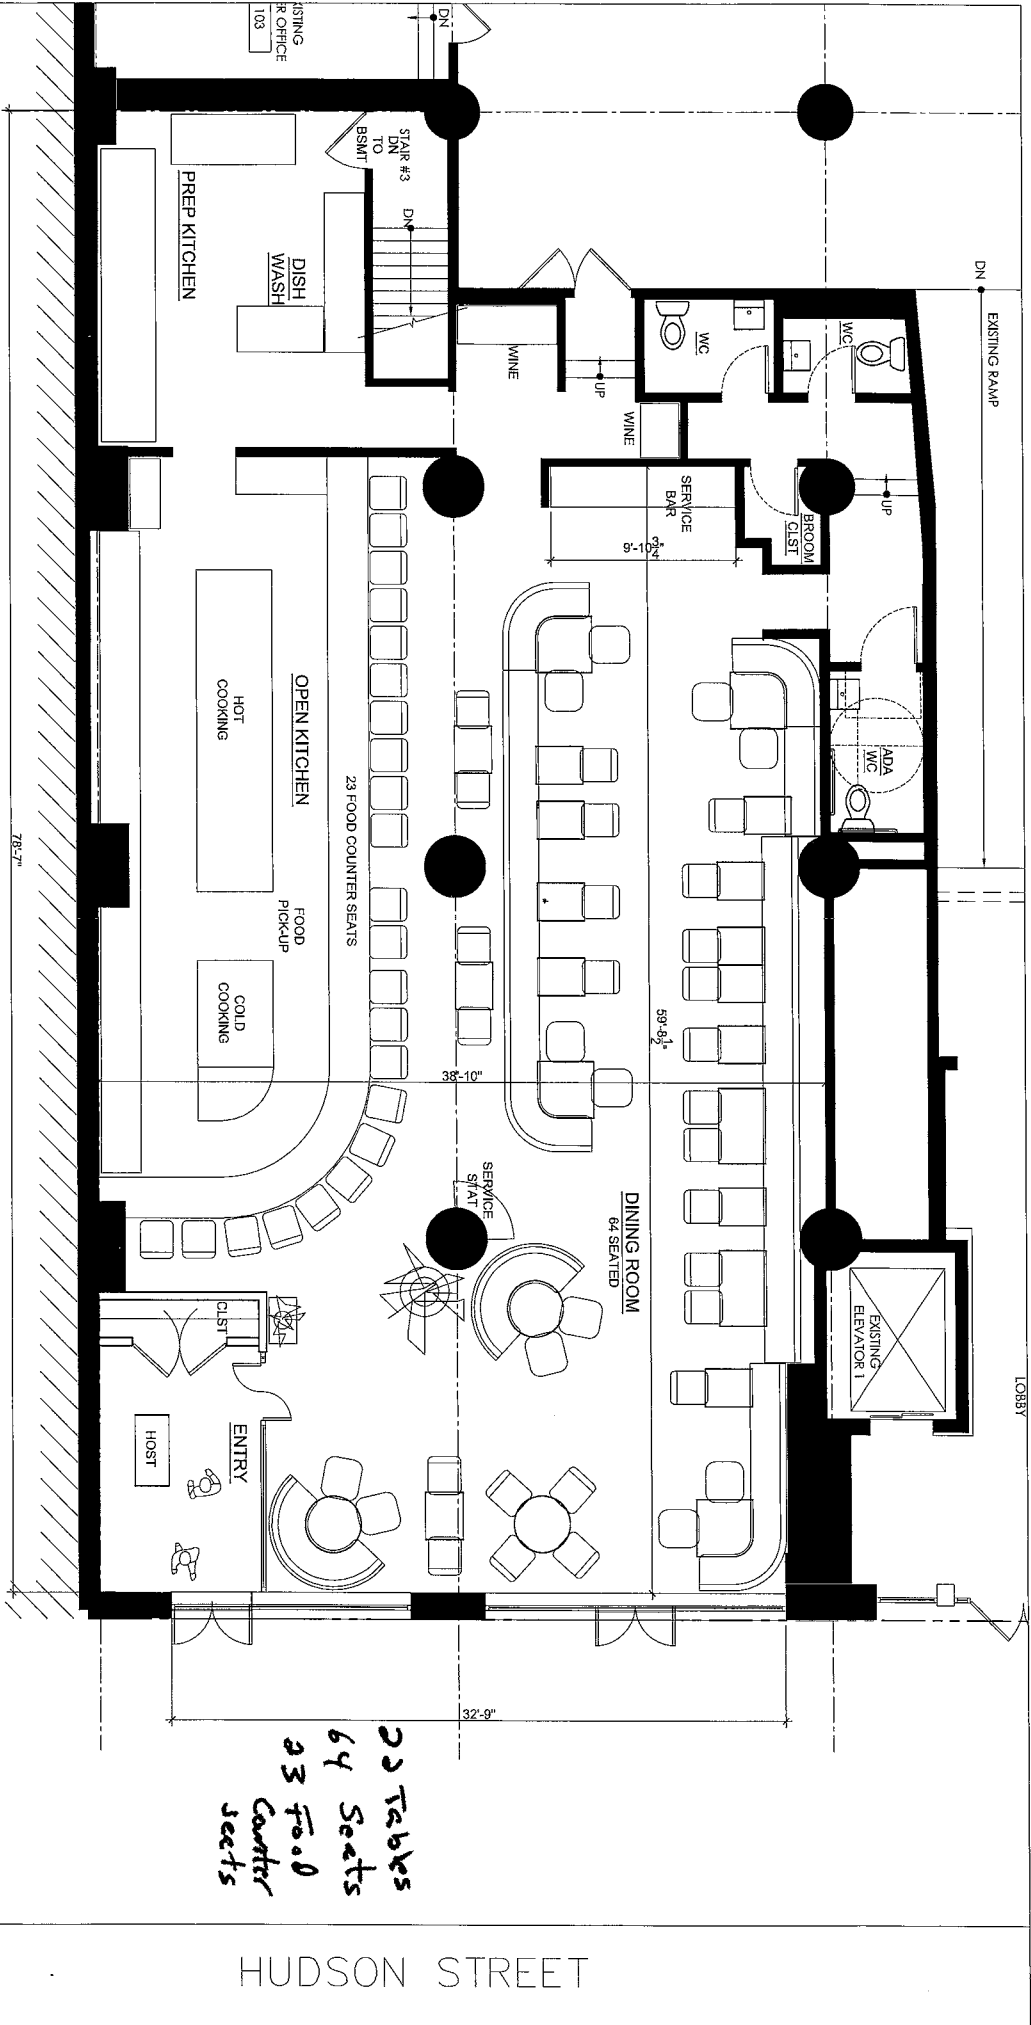 EXISTING RAMP
DN
LOBBY
UP
WC
WC
BROOM
CLST
ADA
WC
EXISTING
ELEVATOR 1
UP
WINE
WINE
SERVICE
BAR
9'-10 3/4"
59'-8 1/2"
DINING ROOM
64 SEATED
SERVICE
STAT
38'-10"
DN
STAIR #3
DN
TO
BSMT
DN
OFFICE
103
DISH
WASH
PREP KITCHEN
23 FOOD COUNTER SEATS
OPEN KITCHEN
FOOD
PICK-UP
HOT
COOKING
COLD
COOKING
CLST
ENTRY
HOST
78'-7"
32'-9"
22 Tables
64 Seats
23 Food
Counter
seats
HUDSON STREET